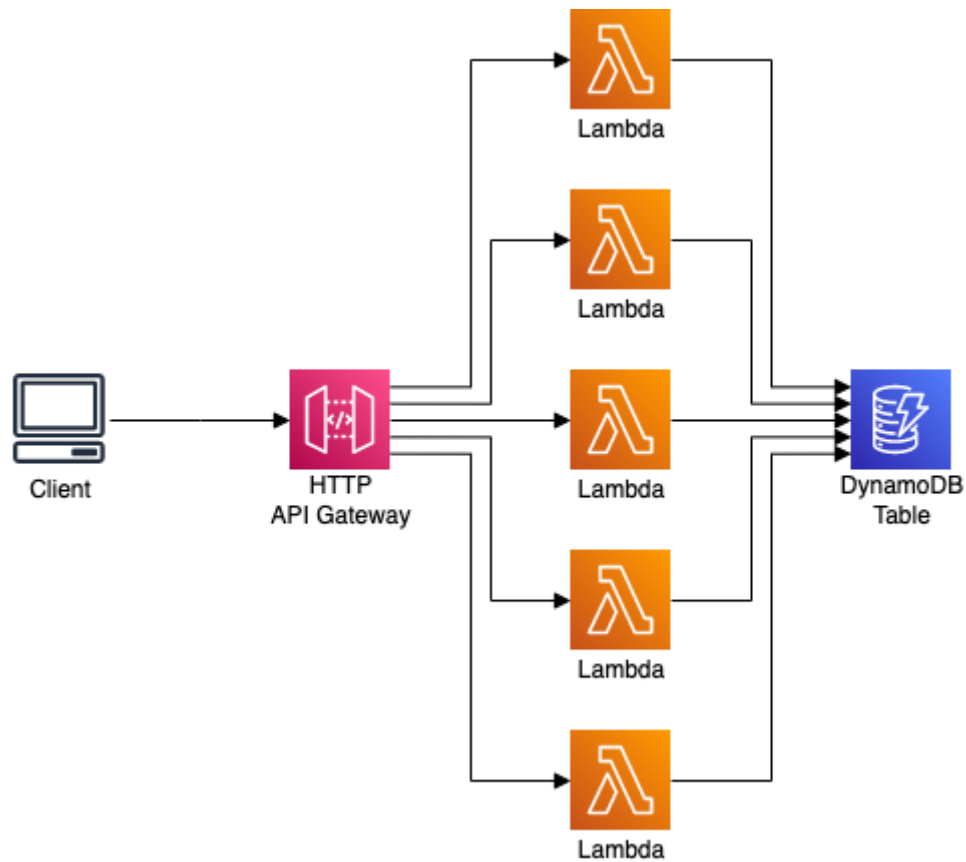 Lambda
Lambda
Client
HTTP
API Gateway
</>
Lambda
DynamoDB
Table
Lambda
Lambda